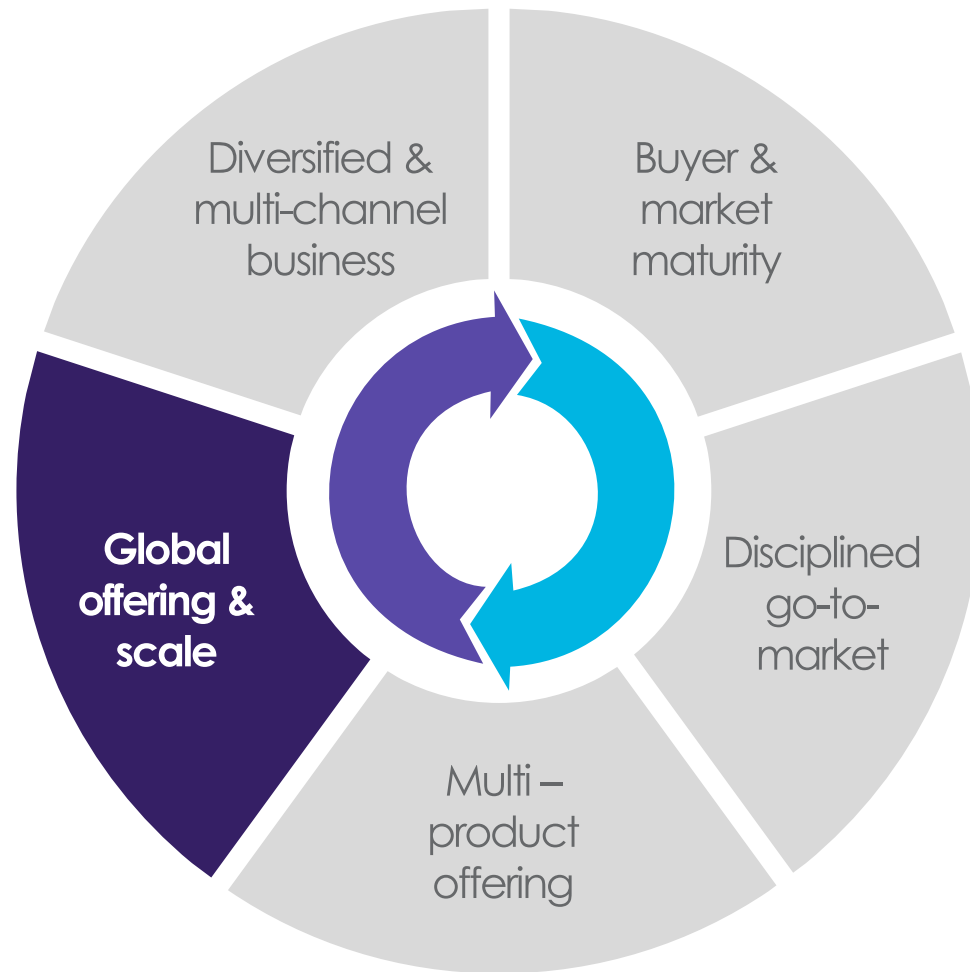 Diversified &
multi-channel
business
Buyer &
market
maturity
Global
offering &
scale
Disciplined
go-to-
market
Multi –
product
offering